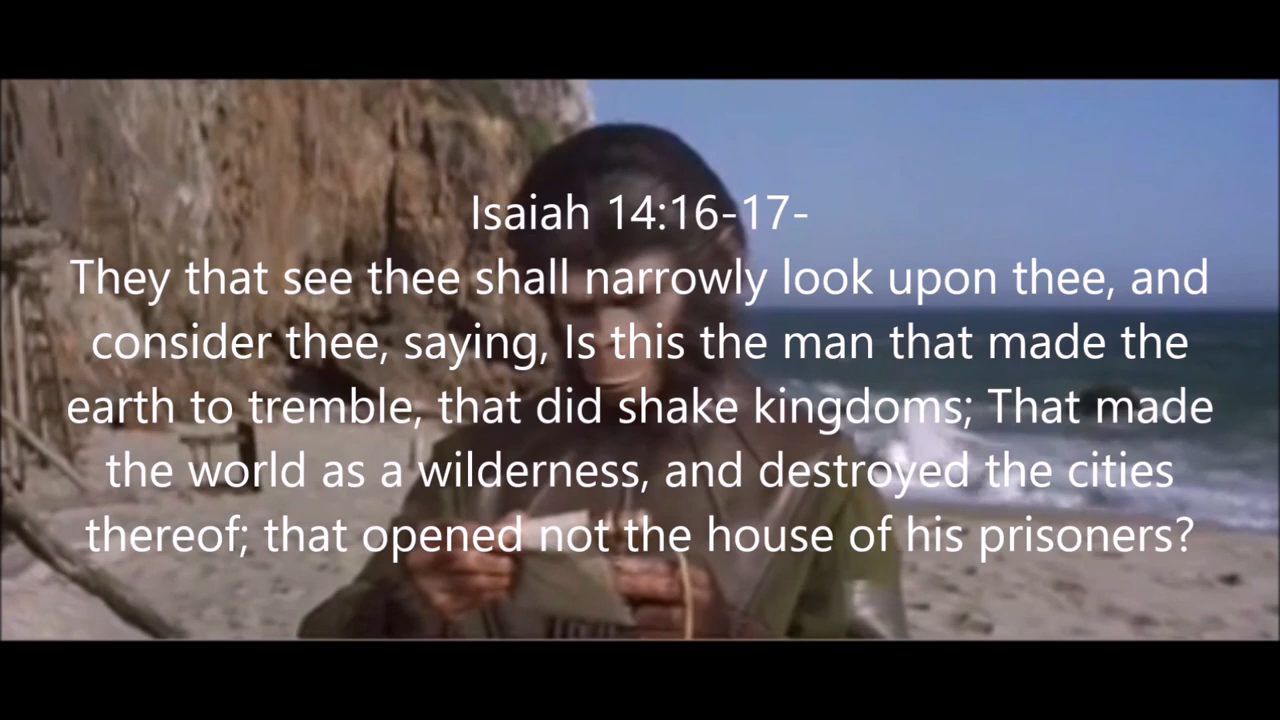 Isaiah 14:16-17-
They that see thee shall narrowly look upon thee, and
consider thee, saying, Is this the man that made the
earth to tremble, that did shake kingdoms; That made
the world as a wilderness, and destroyed the cities
thereof; that opened not the house of his prisoners?